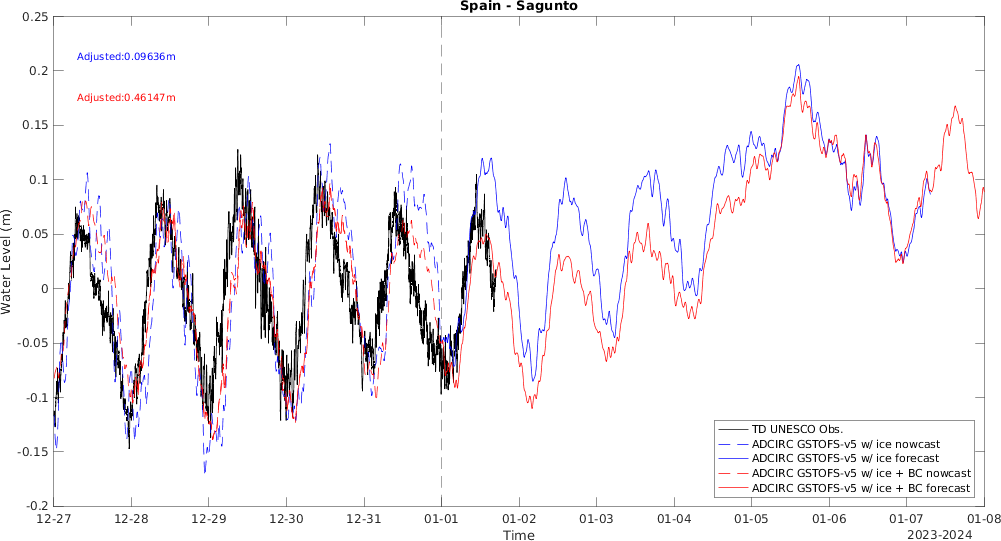 Spain - Sagunto
0.25
0.2
0.15
0.1
0.05
0
-0.05
-0.1
-0.15
-0.2
Water Level (m)
Adjusted:0.09636m
Adjusted:0.46147m
TD UNESCO Obs.
ADCIRC GSTOFS-v5 w/ ice nowcast
ADCIRC GSTOFS-v5 w/ ice forecast
ADCIRC GSTOFS-v5 w/ ice + BC nowcast
ADCIRC GSTOFS-v5 w/ ice + BC forecast
12-27 12-28 12-29 12-30 12-31 01-01 01-02 01-03 01-04 01-05 01-06 01-07 01-08
Time
2023-2024